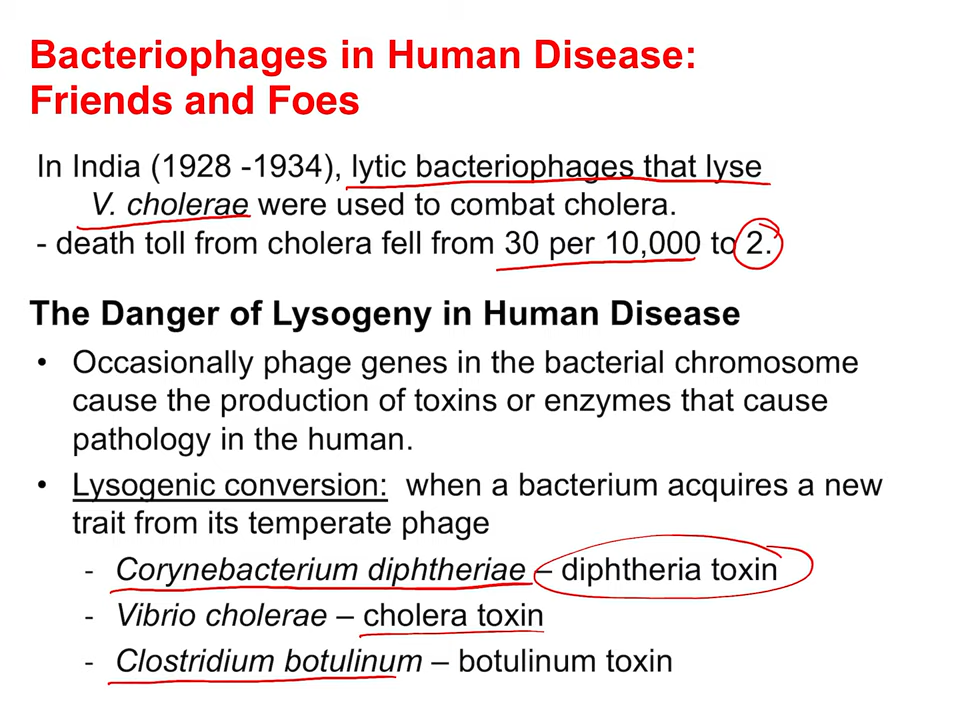 Bacteriophages in Human Disease:
Friends and Foes
In India (1928 -1934), lytic bacteriophages that lyse
V. cholerae were used to combat cholera.
- death toll from cholera fell from 30 per 10,000 to 2.
The Danger of Lysogeny in Human Disease
• Occasionally phage genes in the bacterial chromosome
cause the production of toxins or enzymes that cause
pathology in the human.
• Lysogenic conversion: when a bacterium acquires a new
trait from its temperate phage
- Corynebacterium diphtheriae – diphtheria toxin
- Vibrio cholerae – cholera toxin
- Clostridium botulinum – botulinum toxin